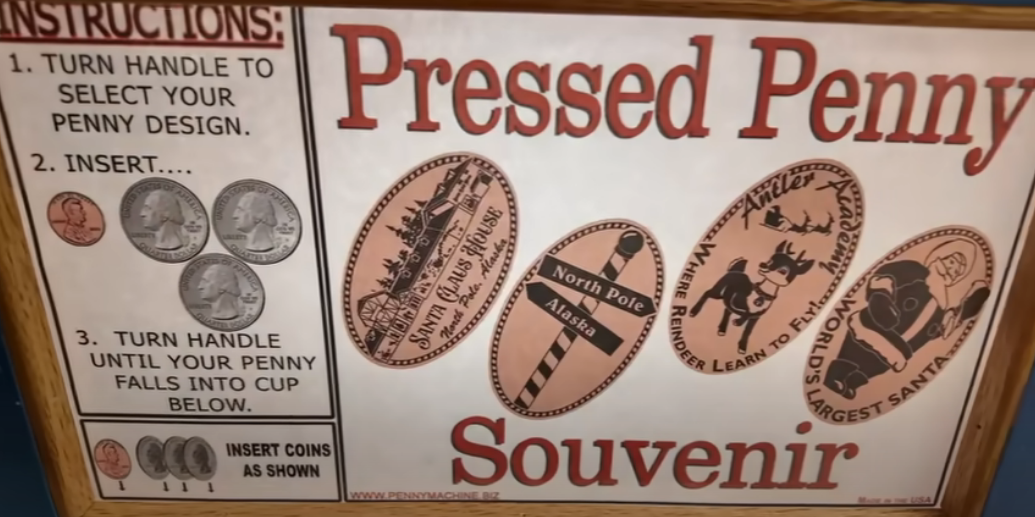 INSTRUCTIONS:
1. TURN HANDLE TO
SELECT YOUR
PENNY DESIGN.
2. INSERT....
3. TURN HANDLE
UNTIL YOUR PENNY
FALLS INTO CUP
BELOW.
INSERT COINS
AS SHOWN
Pressed Penny
SANTA CLAUS HOUSE
North Pole, Alaska
North Pole
Alaska
Antler Academy
WHERE REINDEER LEARN TO FLY!
WORLD'S LARGEST SANTA
Souvenir
WWW.PENNYMACHINE.BIZ
MADE IN THE USA